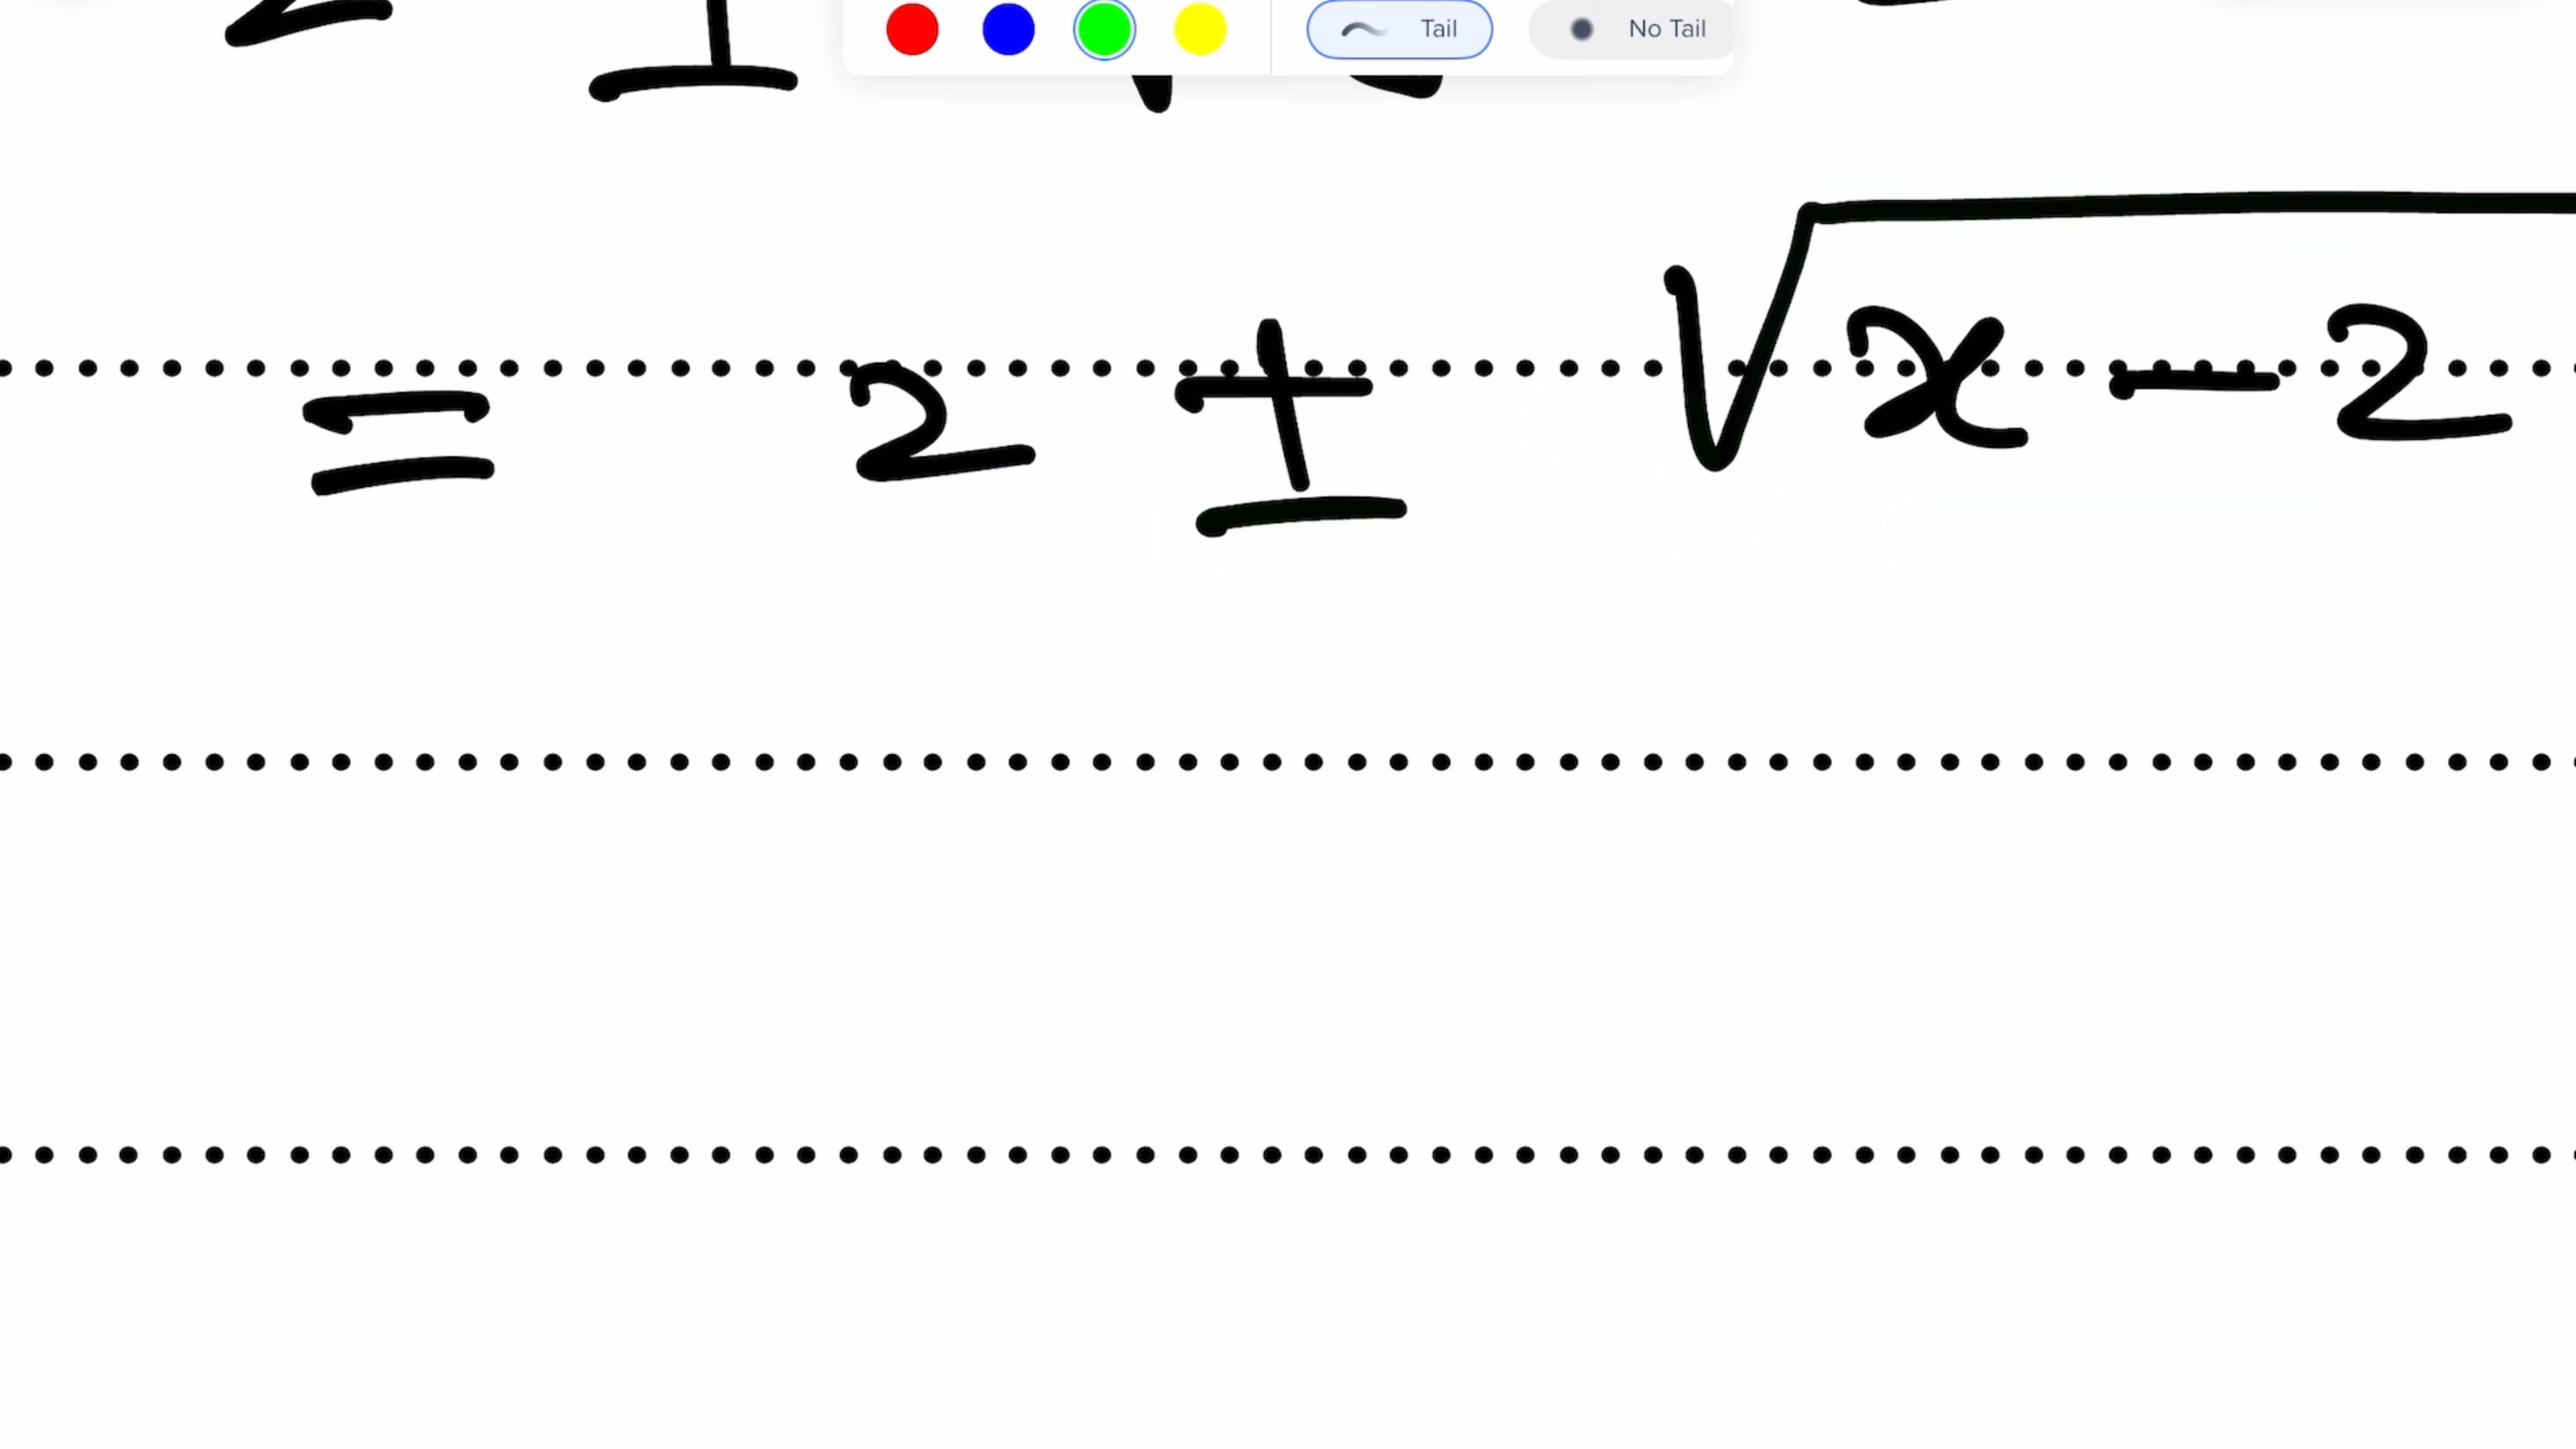 Tail No Tail
= 2 ± √x - 2